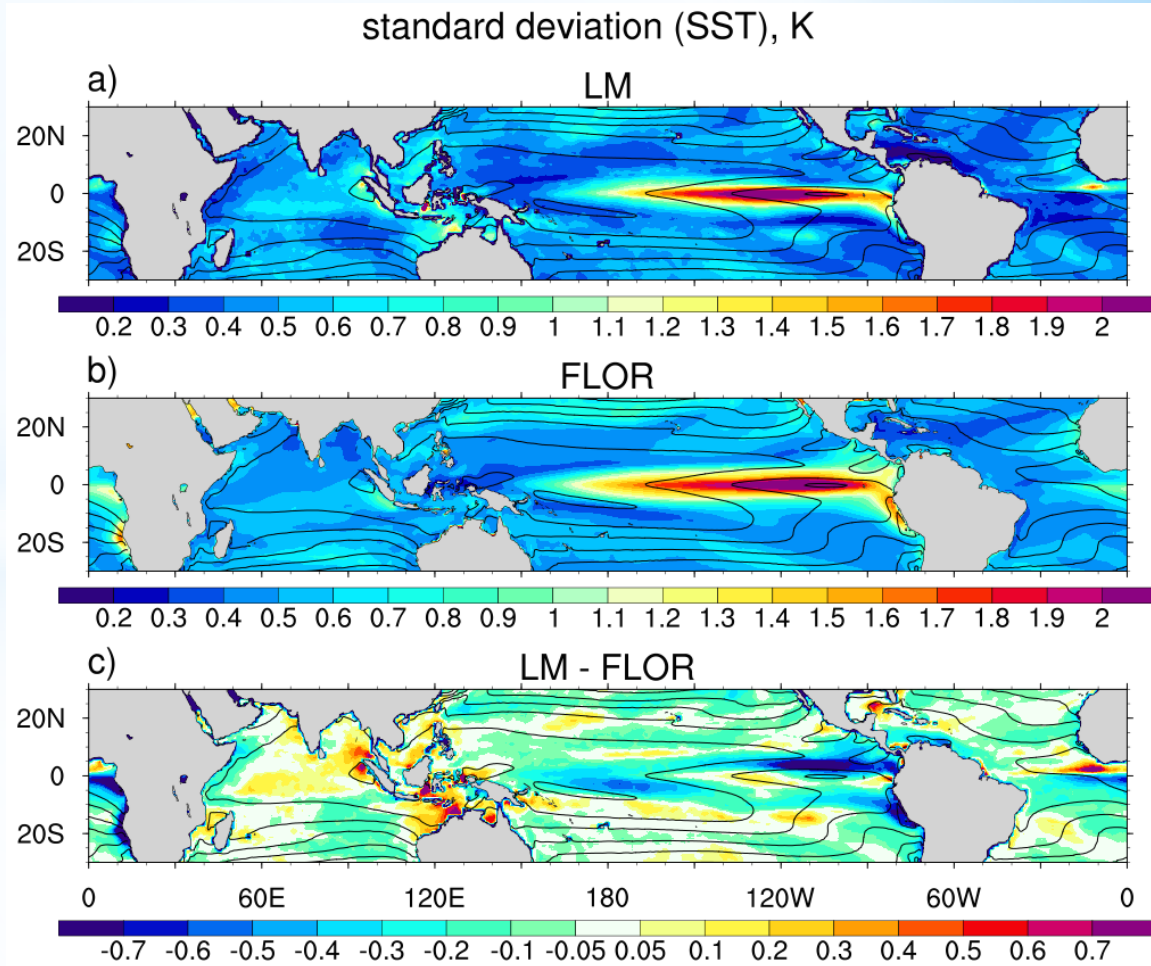 standard deviation (SST), K
a)
LM
20N
0
20S
0.2 0.3 0.4 0.5 0.6 0.7 0.8 0.9 1 1.1 1.2 1.3 1.4 1.5 1.6 1.7 1.8 1.9 2
b)
FLOR
20N
0
20S
0.2 0.3 0.4 0.5 0.6 0.7 0.8 0.9 1 1.1 1.2 1.3 1.4 1.5 1.6 1.7 1.8 1.9 2
c)
LM - FLOR
20N
0
20S
0 60E 120E 180 120W 60W 0
-0.7 -0.6 -0.5 -0.4 -0.3 -0.2 -0.1 -0.05 0.05 0.1 0.2 0.3 0.4 0.5 0.6 0.7